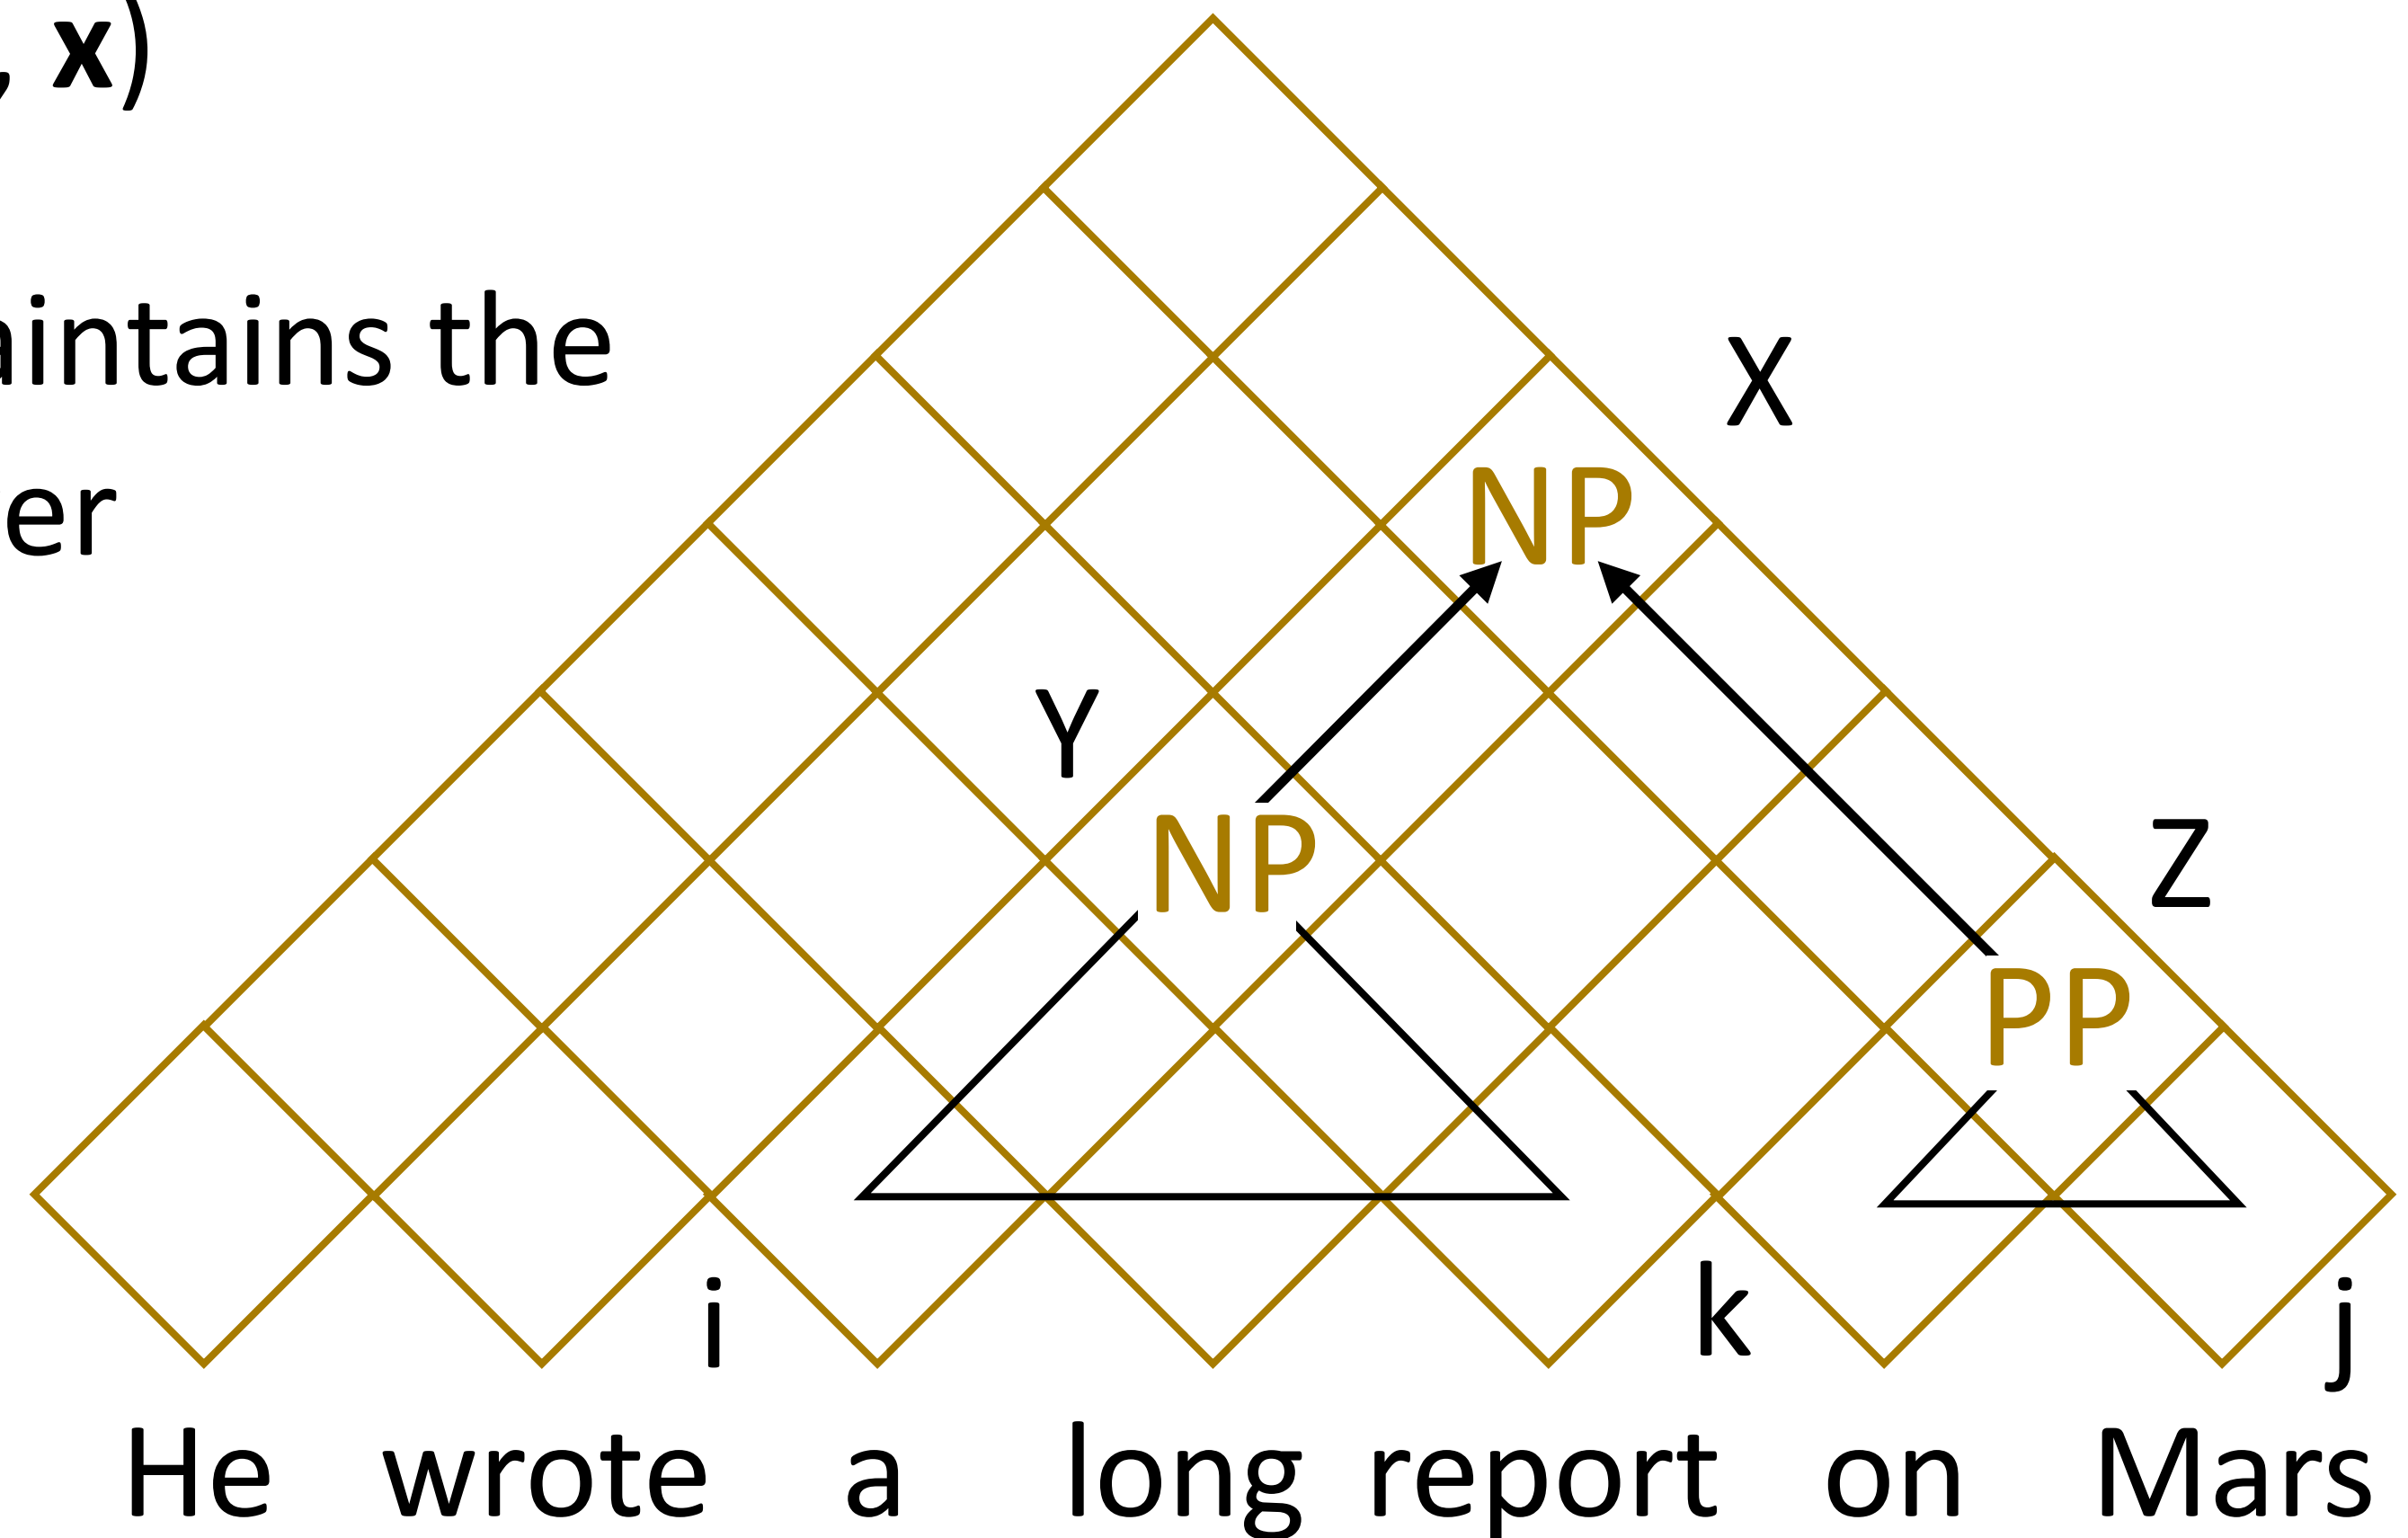 , x)
aintains the
er
X
NP
Y
NP
Z
PP
i
k
j
He wrote a long report on Mars